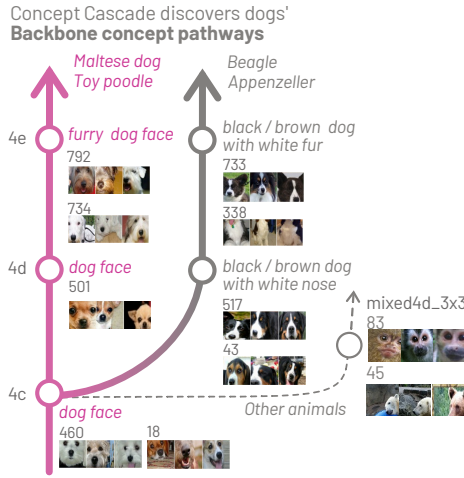 Concept Cascade discovers dogs'
Backbone concept pathways
Maltese dog
Toy poodle
Beagle
Appenzeller
4e
furry dog face
792
734
black / brown dog
with white fur
733
338
4d
dog face
501
black / brown dog
with white nose
517
43
mixed4d_3x3
83
45
4c
dog face
460
18
Other animals